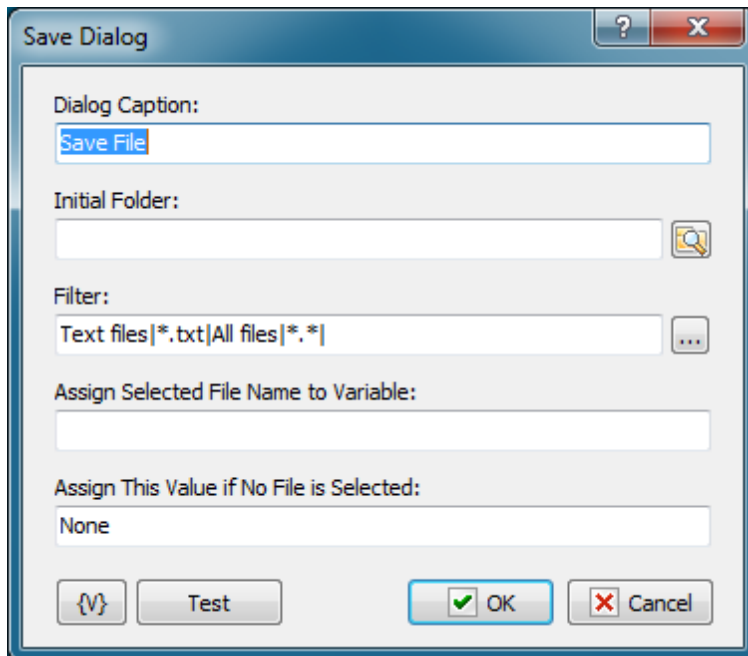 Save Dialog
?
Dialog Caption:
Save File
Initial Folder:
Filter:
Text files|*.txt|All files|*.*|
...
Assign Selected File Name to Variable:
Assign This Value if No File is Selected:
None
{V} Test OK Cancel